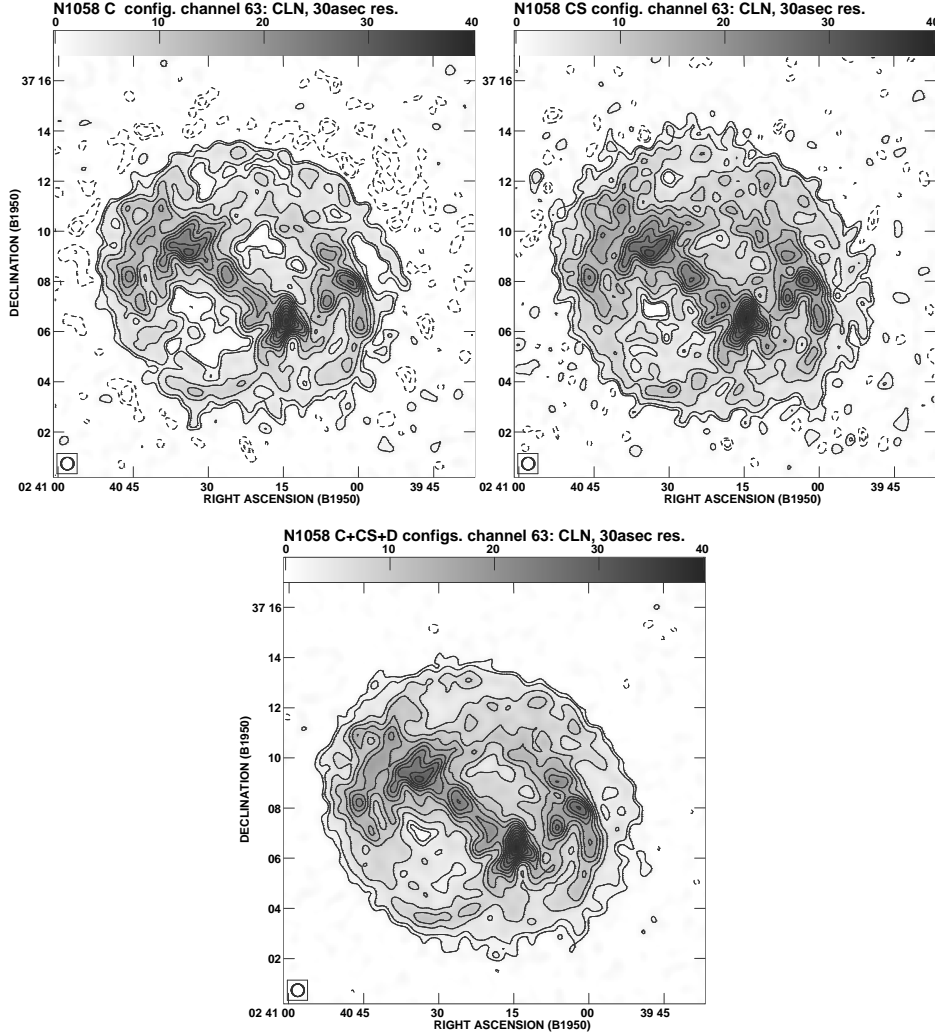 N1058 C config. channel 63: CLN, 30asec res.
0 10 20 30 40
37 16
14
12
10
08
06
04
02
DECLINATION (B1950)
02 41 00 40 45 30 15 00 39 45
RIGHT ASCENSION (B1950)
N1058 CS config. channel 63: CLN, 30asec res.
0 10 20 30 40
37 16
14
12
10
08
06
04
02
02 41 00 40 45 30 15 00 39 45
RIGHT ASCENSION (B1950)
N1058 C+CS+D configs. channel 63: CLN, 30asec res.
0 10 20 30 40
37 16
14
12
10
08
06
04
02
DECLINATION (B1950)
02 41 00 40 45 30 15 00 39 45
RIGHT ASCENSION (B1950)